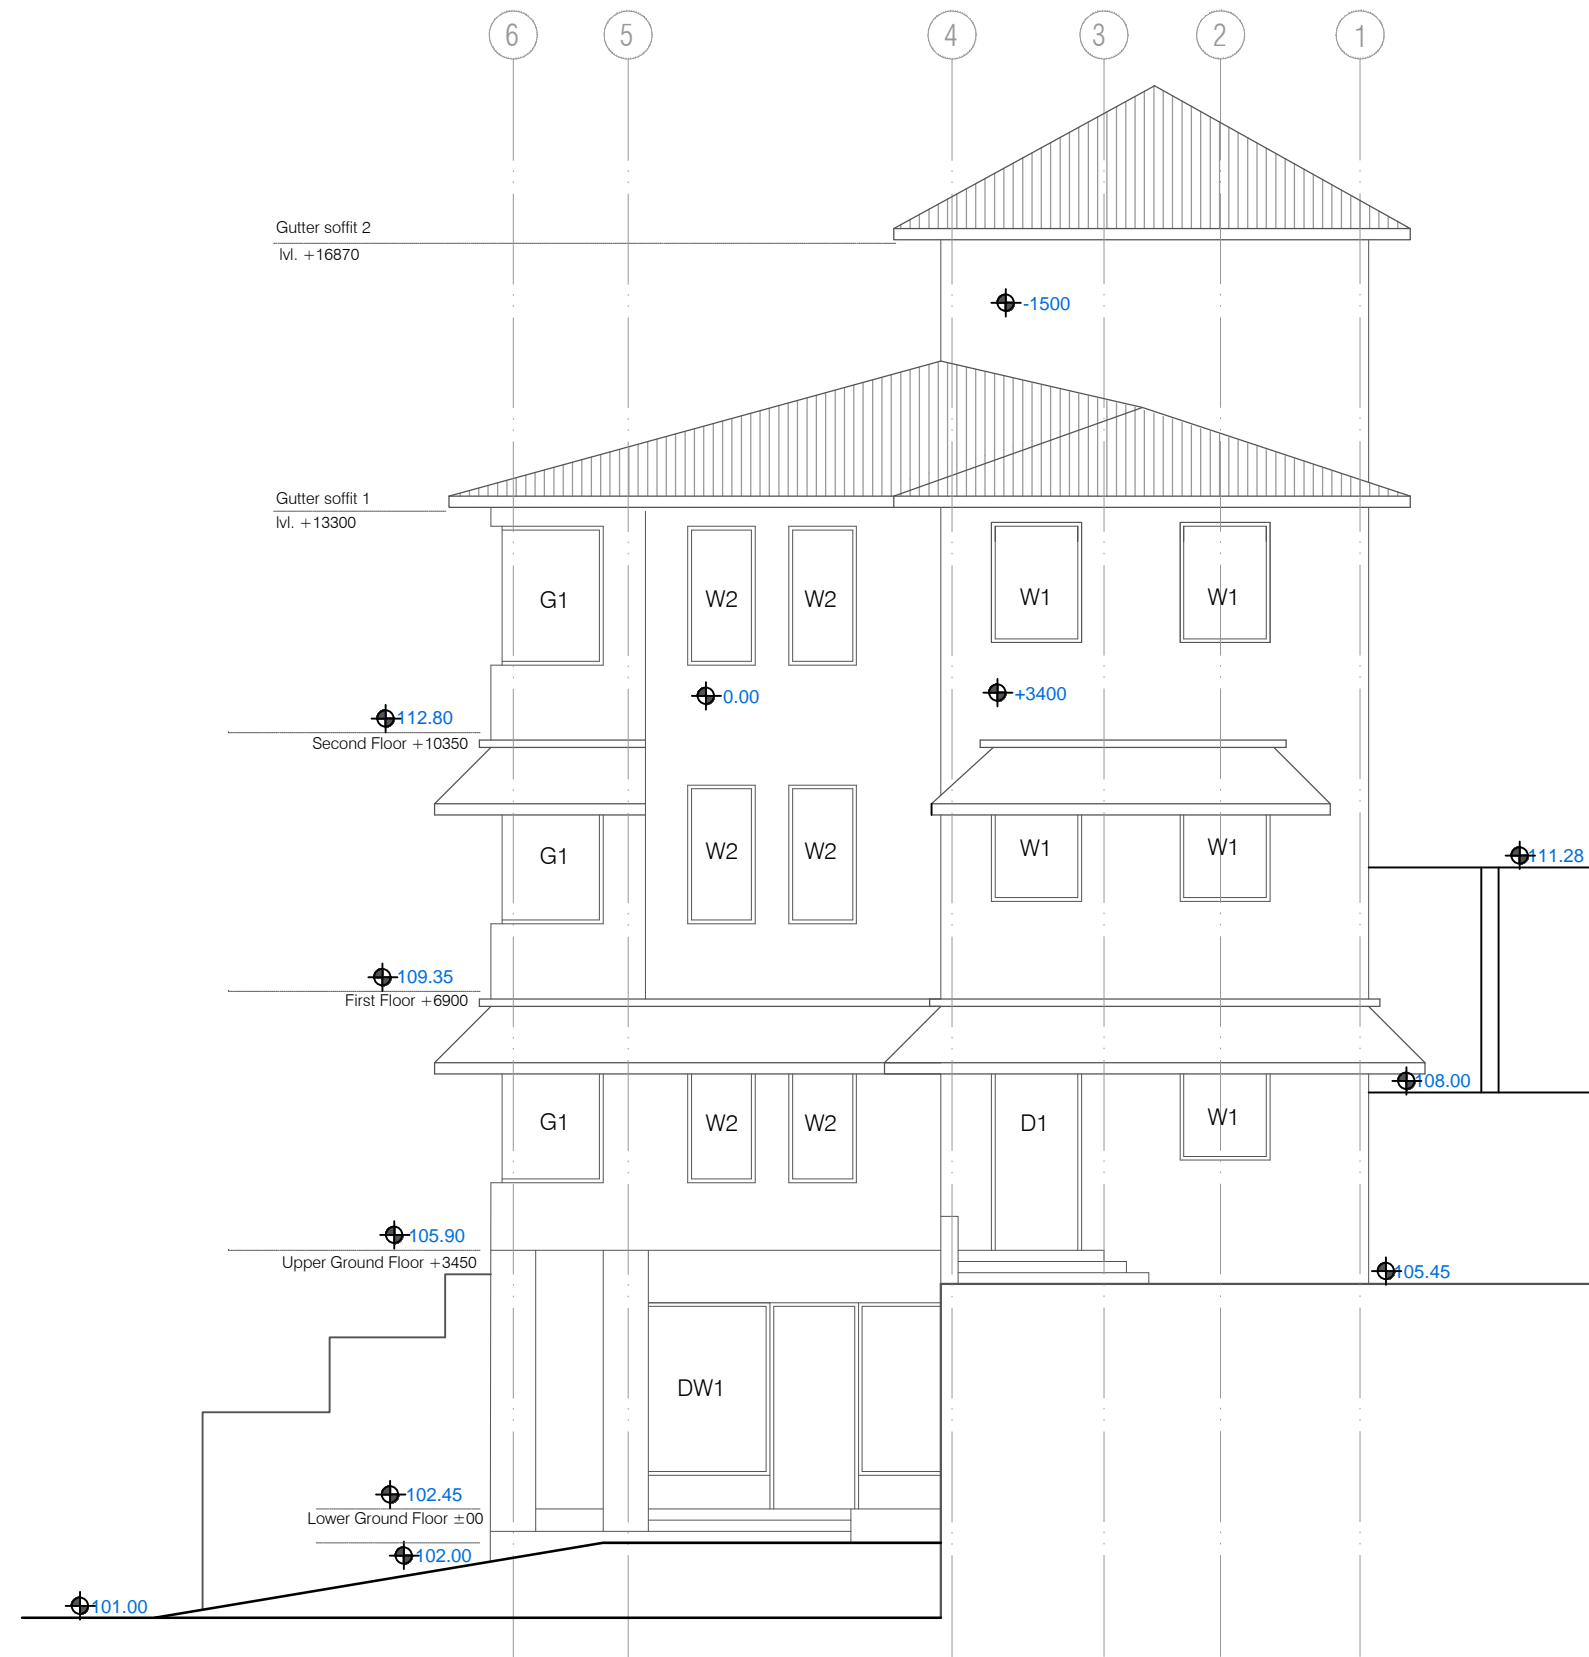 6 5 4 3 2 1
Gutter soffit 2
lvl. +16870
-1500
Gutter soffit 1
lvl. +13300
G1 W2 W2 W1 W1
0.00 +3400
112.80
Second Floor +10350
G1 W2 W2 W1 W1
111.28
109.35
First Floor +6900
108.00
G1 W2 W2 D1 W1
105.90
Upper Ground Floor +3450
105.45
DW1
102.45
Lower Ground Floor ±00
102.00
101.00